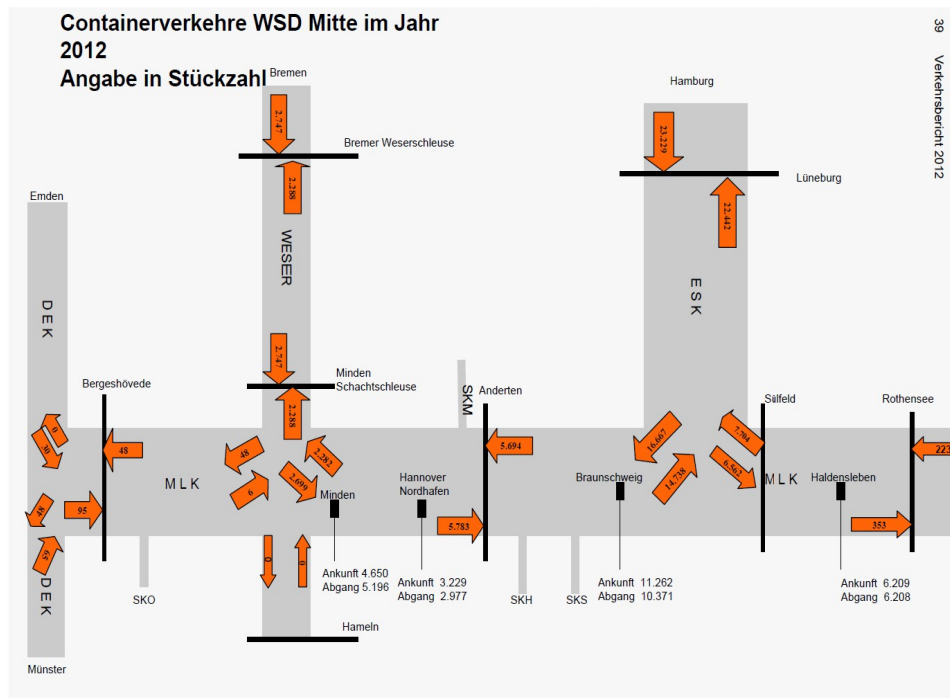 Containerverkehre WSD Mitte im Jahr
2012
Angabe in Stückzahl
39 Verkehrsbericht 2012
Bremen
Hamburg
2.747
23.229
Bremer Weserschleuse
Lüneburg
2.288
22.442
Emden
WESER
ESK
DEK
2.747
Minden
Schachtschleuse
SKM
Anderten
Sülfeld
Rothensee
Bergeshövede
2.288
0
30
48
48
2.282
5.694
16.667
7.704
223
MLK
6
2.699
14.738
6.562
MLK
Minden
Hannover
Nordhafen
Braunschweig
Haldensleben
48
95
5.783
353
65
DEK
0
0
Ankunft 4.650
Abgang 5.196
Ankunft 3.229
Abgang 2.977
Ankunft 11.262
Abgang 10.371
Ankunft 6.209
Abgang 6.208
SKO
SKH
SKS
Hameln
Münster